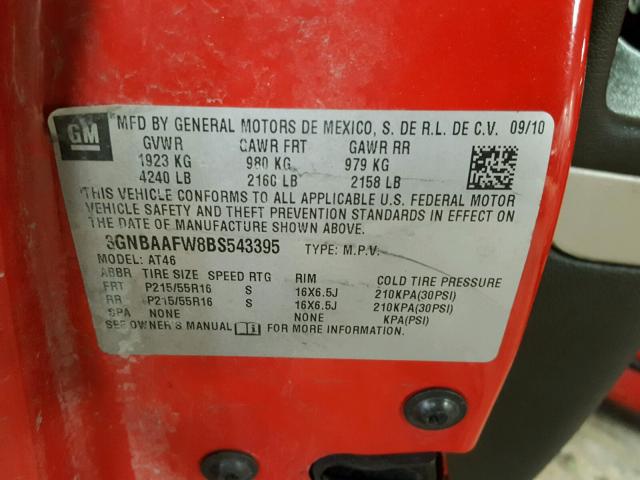 GM
MFD BY GENERAL MOTORS DE MEXICO, S. DE R.L. DE C.V. 09/10
GVWR GAWR FRT GAWR RR
1923 KG 980 KG 979 KG
4240 LB 2160 LB 2158 LB
THIS VEHICLE CONFORMS TO ALL APPLICABLE U.S. FEDERAL MOTOR
VEHICLE SAFETY AND THEFT PREVENTION STANDARDS IN EFFECT ON
THE DATE OF MANUFACTURE SHOWN ABOVE.
3GNBAAFW8BS543395 TYPE: M.P.V.
MODEL: AT46
ABBR TIRE SIZE SPEED RTG RIM COLD TIRE PRESSURE
FRT P215/55R16 S 16X6.5J 210KPA(30PSI)
RR P215/55R16 S 16X6.5J 210KPA(30PSI)
SPA NONE NONE KPA(PSI)
SEE OWNER'S MANUAL FOR MORE INFORMATION.